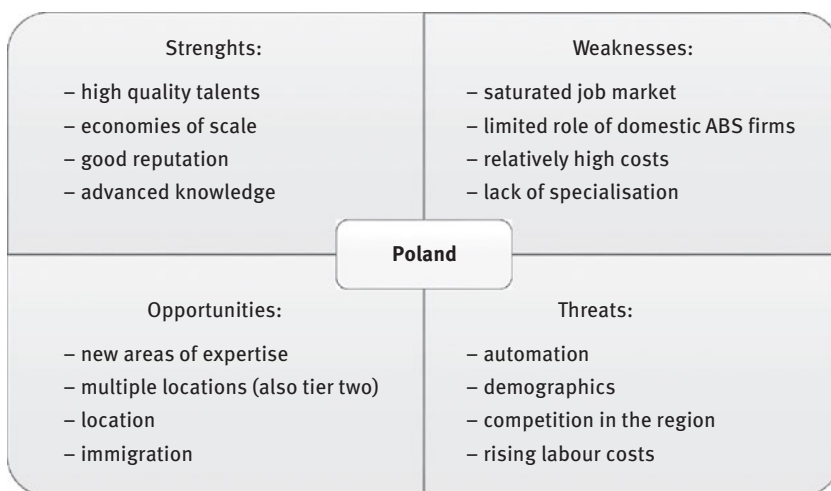 Strenghts:
– high quality talents
– economies of scale
– good reputation
– advanced knowledge
Weaknesses:
– saturated job market
– limited role of domestic ABS firms
– relatively high costs
– lack of specialisation
Poland
Opportunities:
– new areas of expertise
– multiple locations (also tier two)
– location
– immigration
Threats:
– automation
– demographics
– competition in the region
– rising labour costs